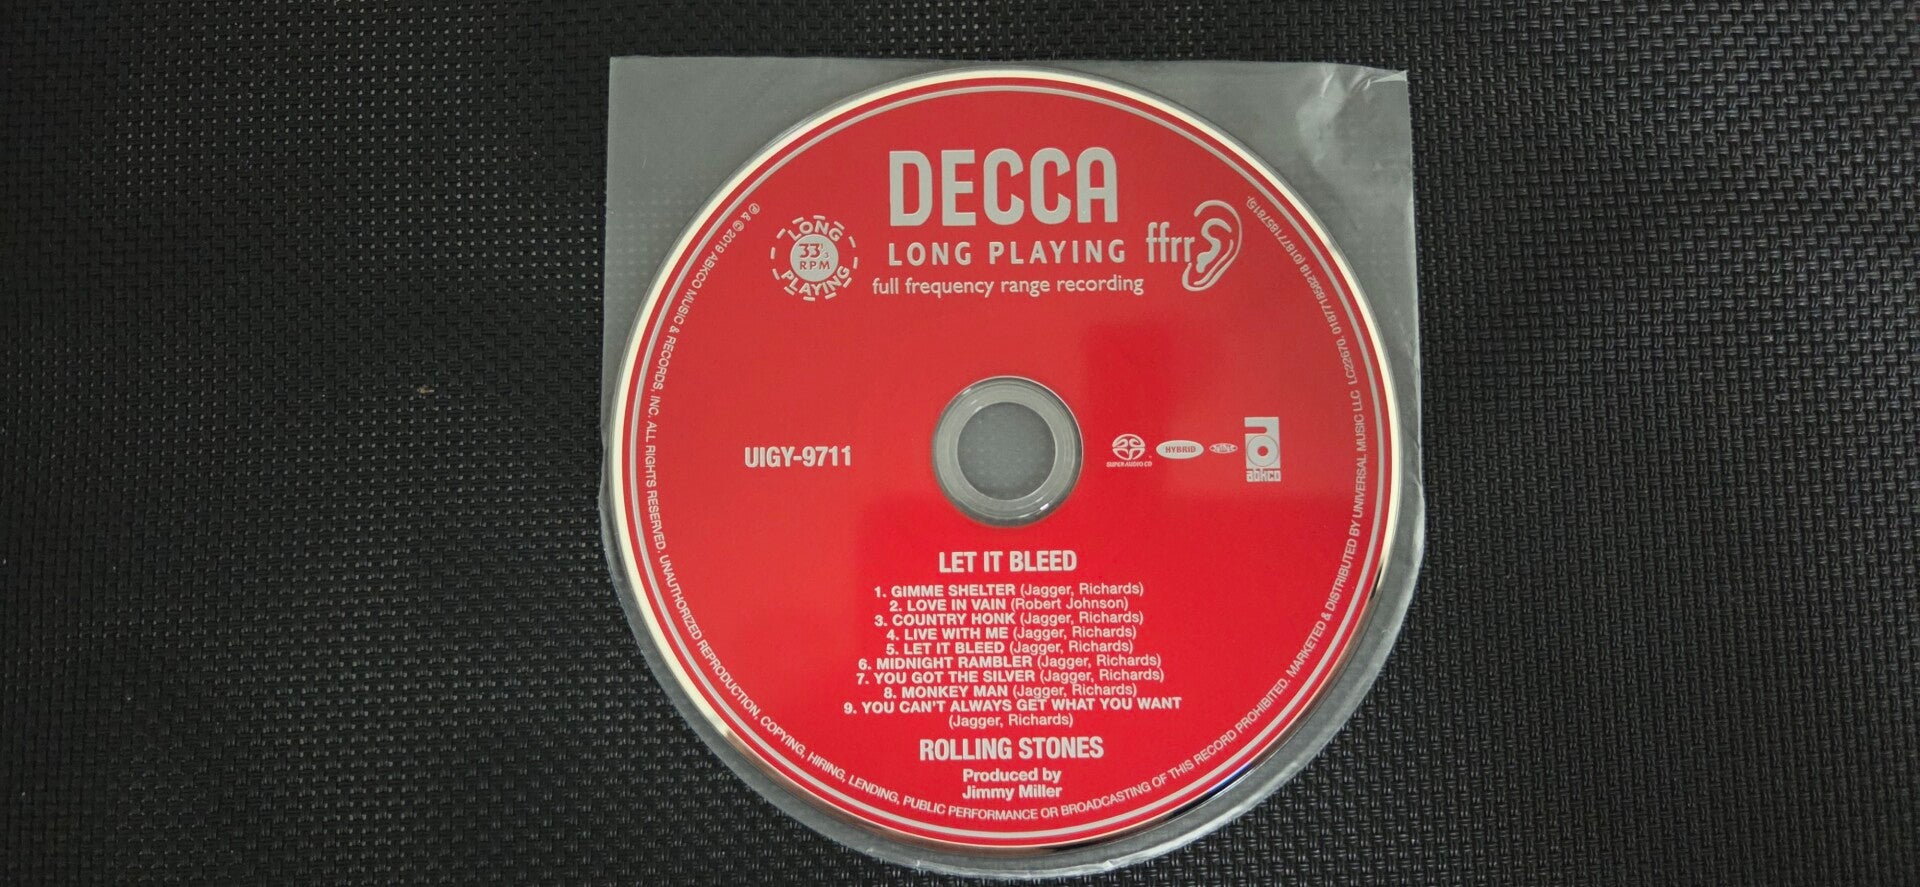 DECCA
LONG PLAYING
full frequency range recording
ffrr
LONG
33⅓
RPM
PLAYING
UIGY-9711
SUPER AUDIO CD
HYBRID
abkco
LET IT BLEED
1. GIMME SHELTER (Jagger, Richards)
2. LOVE IN VAIN (Robert Johnson)
3. COUNTRY HONK (Jagger, Richards)
4. LIVE WITH ME (Jagger, Richards)
5. LET IT BLEED (Jagger, Richards)
6. MIDNIGHT RAMBLER (Jagger, Richards)
7. YOU GOT THE SILVER (Jagger, Richards)
8. MONKEY MAN (Jagger, Richards)
9. YOU CAN'T ALWAYS GET WHAT YOU WANT
(Jagger, Richards)
ROLLING STONES
Produced by
Jimmy Miller
℗ & © 2019 ABKCO MUSIC & RECORDS, INC. ALL RIGHTS RESERVED. UNAUTHORIZED REPRODUCTION, COPYING, HIRING, LENDING, PUBLIC PERFORMANCE OR BROADCASTING OF THIS RECORD PROHIBITED. MARKETED & DISTRIBUTED BY UNIVERSAL MUSIC LLC LC22670. 018771858218 (018771857815).